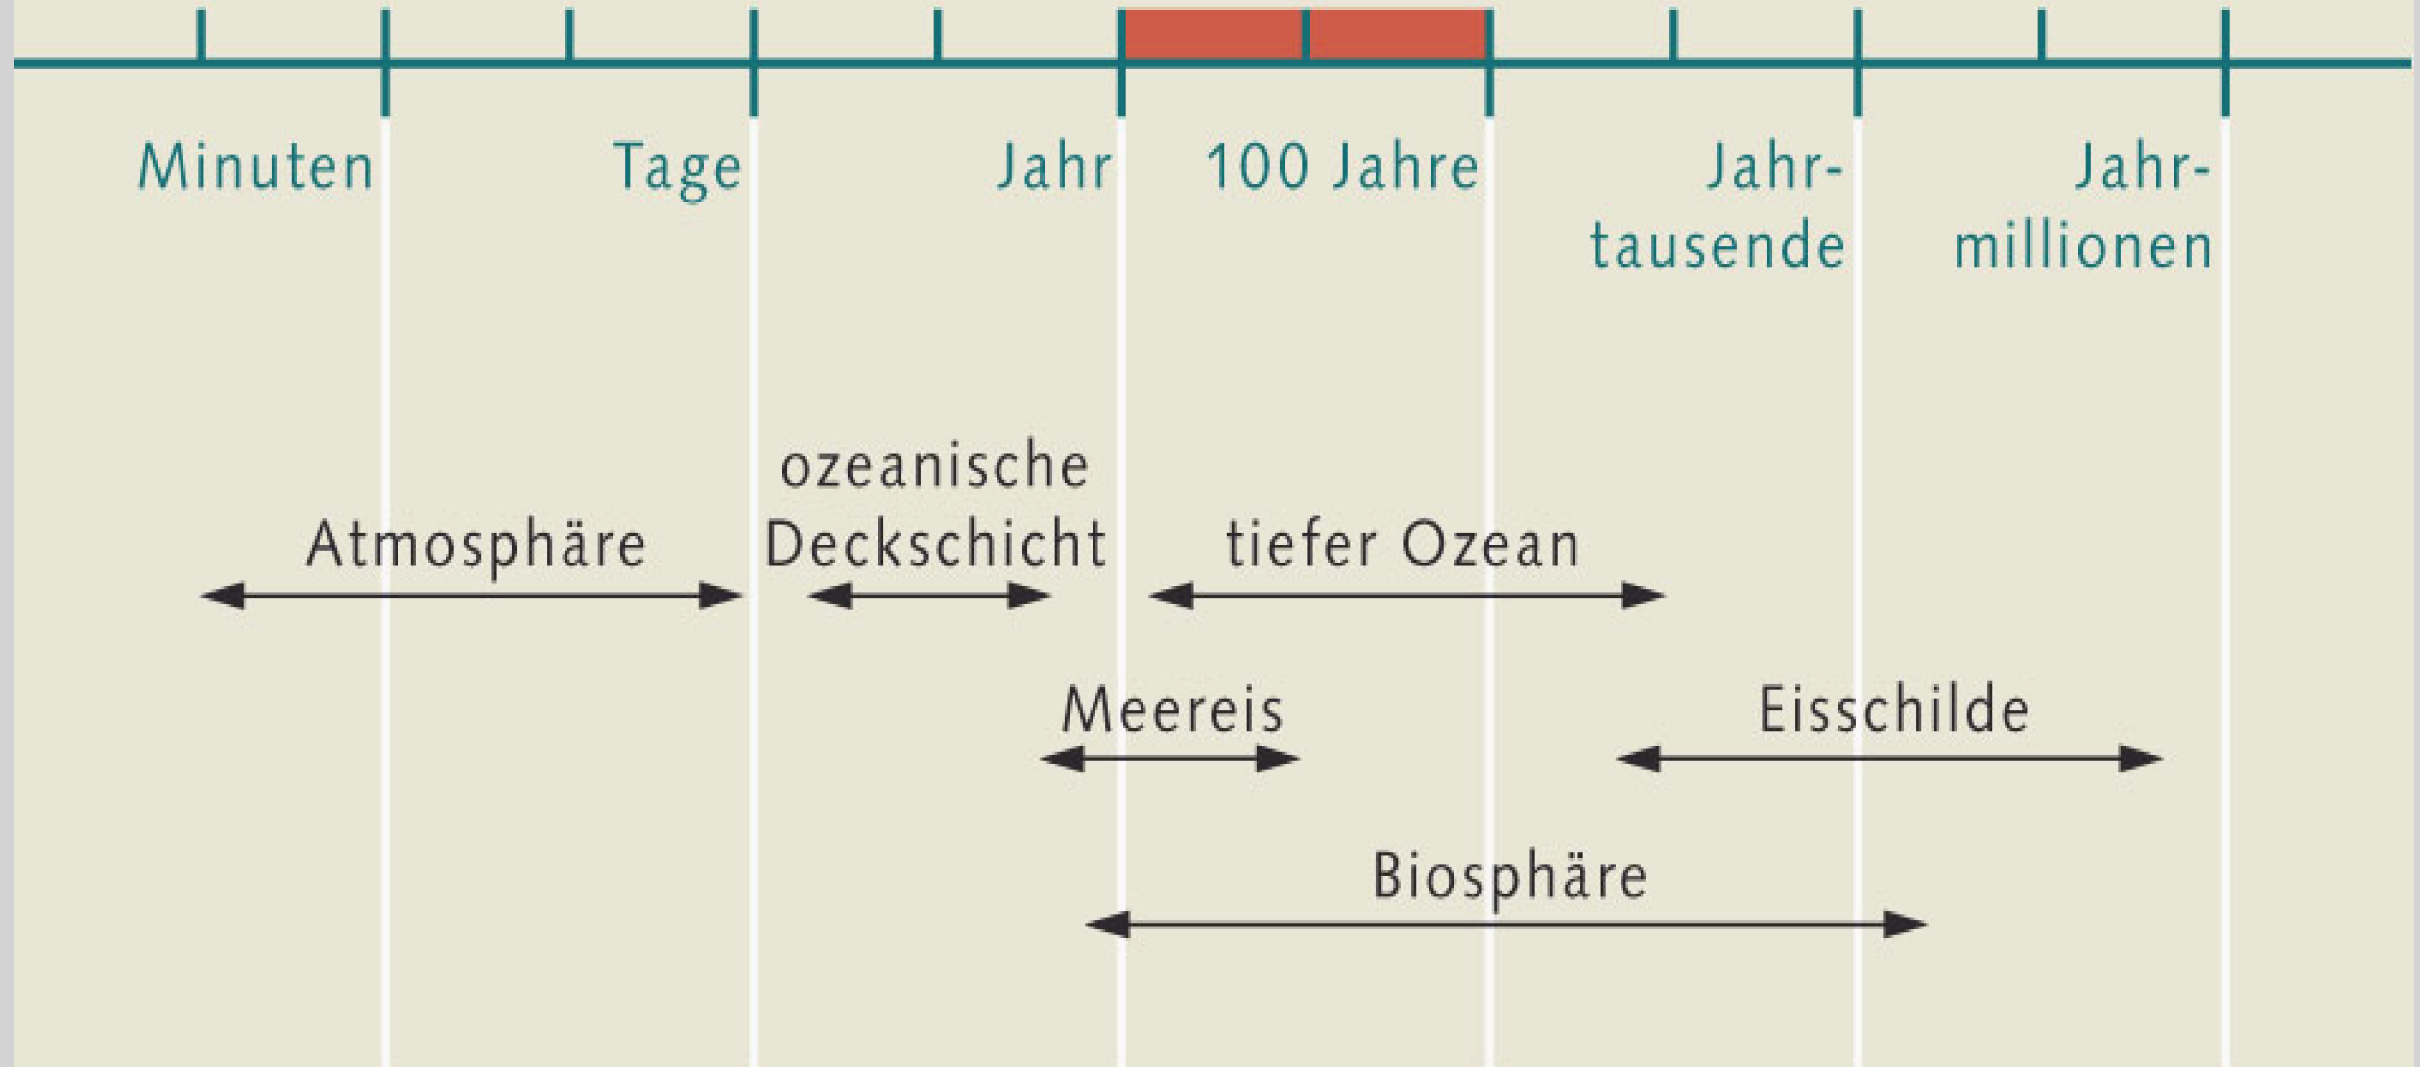 Minuten
Tage
Jahr
100 Jahre
Jahr-
tausende
Jahr-
millionen
ozeanische
Deckschicht
Atmosphäre
tiefer Ozean
Meereis
Eisschilde
Biosphäre